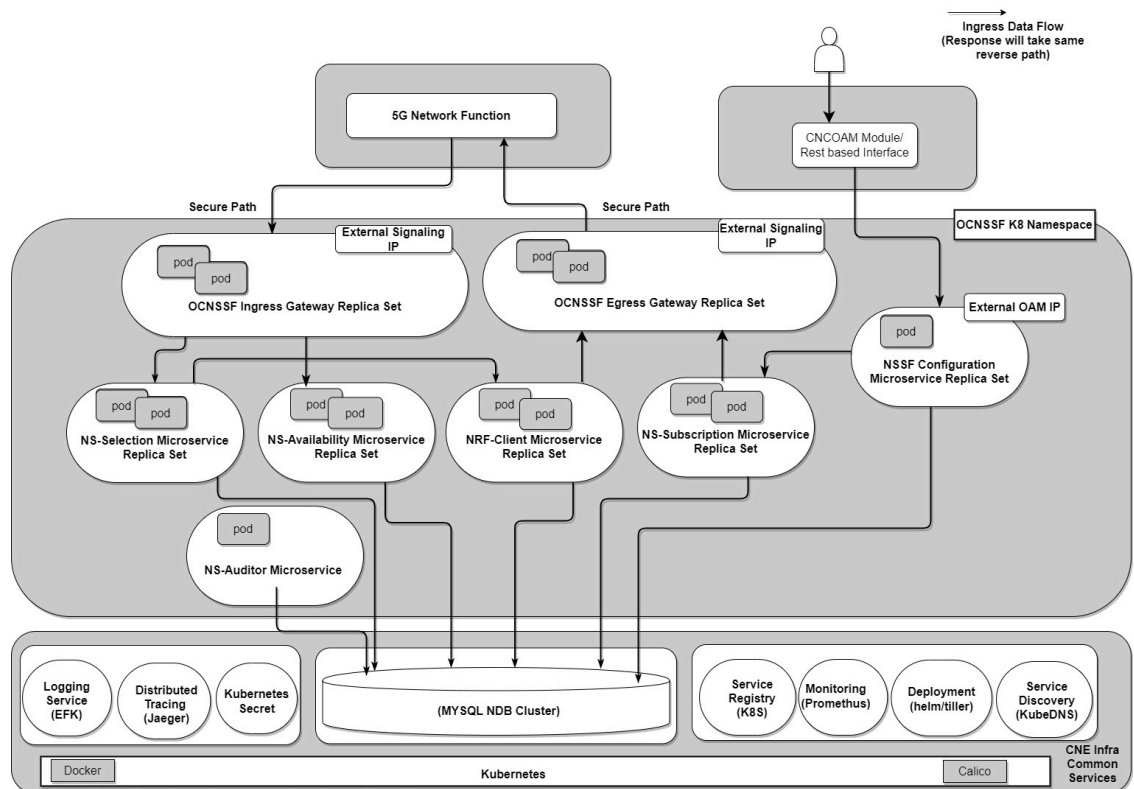 Ingress Data Flow
(Response will take same
reverse path)
5G Network Function
CNCOAM Module/
Rest based Interface
Secure Path
Secure Path
OCNSSF K8 Namespace
External Signaling
IP
External Signaling
IP
pod
pod
OCNSSF Ingress Gateway Replica Set
pod
pod
OCNSSF Egress Gateway Replica Set
External OAM IP
pod
NSSF Configuration
Microservice Replica Set
pod
pod
NS-Selection Microservice
Replica Set
pod
pod
NS-Availability Microservice
Replica Set
pod
pod
NRF-Client Microservice
Replica Set
pod
pod
NS-Subscription Microservice
Replica Set
pod
NS-Auditor Microservice
Logging
Service
(EFK)
Distributed
Tracing
(Jaeger)
Kubernetes
Secret
(MYSQL NDB Cluster)
Service
Registry
(K8S)
Monitoring
(Promethus)
Deployment
(helm/tiller)
Service
Discovery
(KubeDNS)
CNE Infra
Common
Services
Docker
Kubernetes
Calico